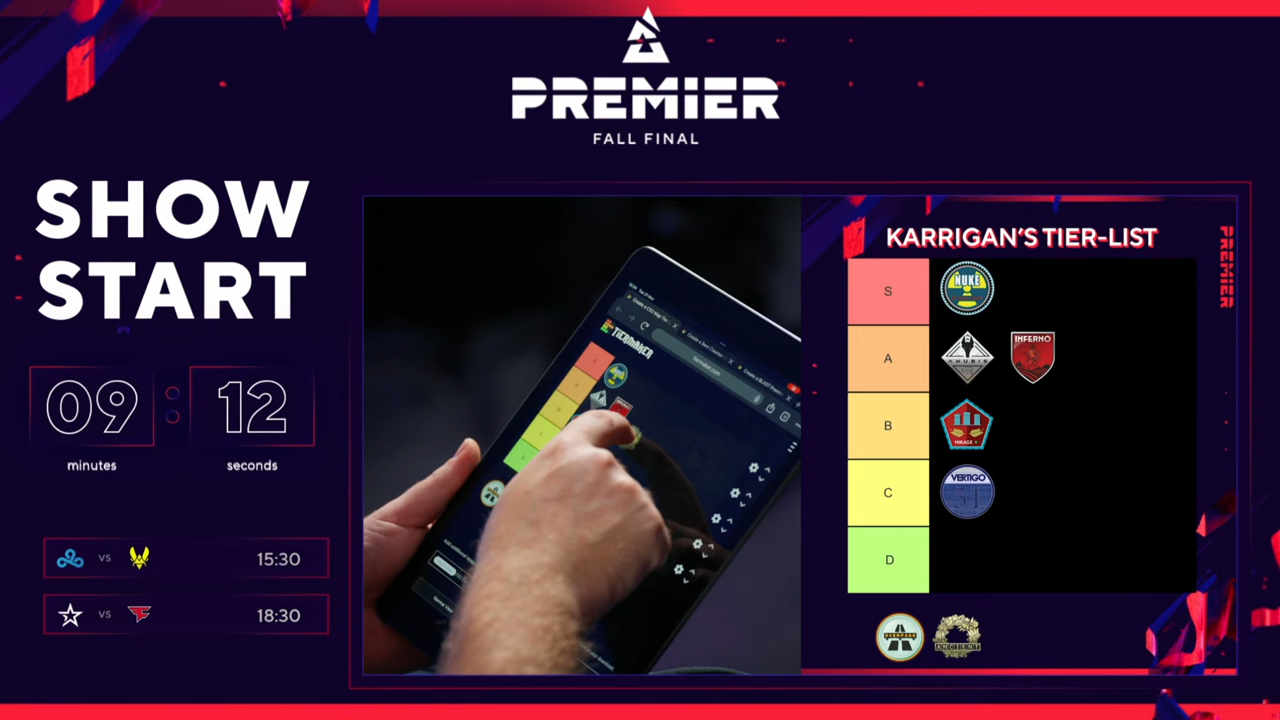 PREMIER
FALL FINAL
SHOW
START
09 : 12
minutes seconds
VS 15:30
VS 18:30
TIERMAKER
KARRIGAN'S TIER-LIST
PREMIER
S
NUKE
A
ANUBIS
INFERNO
B
MIRAGE
C
VERTIGO
51
D
OVERPASS
ANCIENT